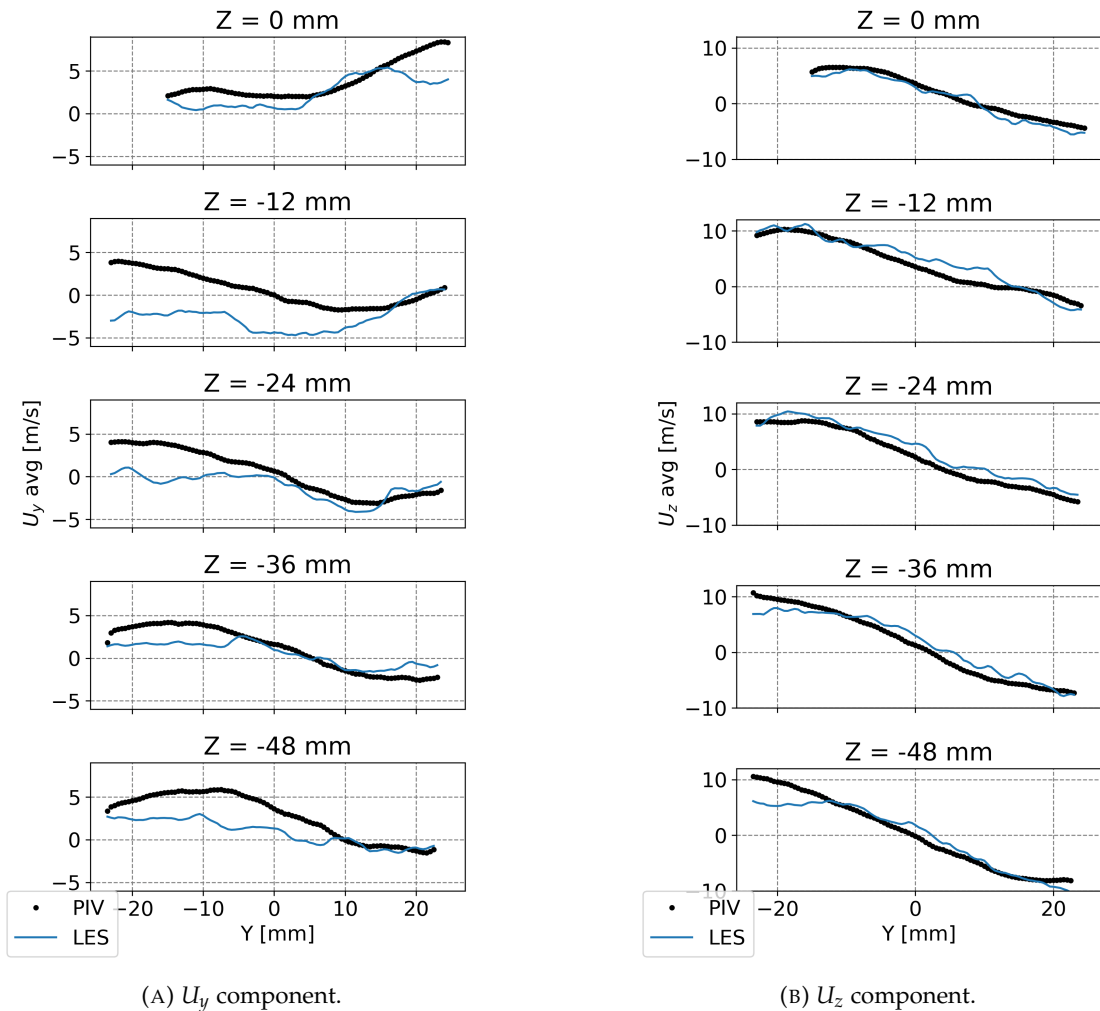 Z = 0 mm
5
0
−5
Z = -12 mm
5
0
−5
Z = -24 mm
5
0
−5
U_y avg [m/s]
Z = -36 mm
5
0
−5
Z = -48 mm
5
0
−5
−20 −10 0 10 20
Y [mm]
PIV
LES
(A) U_y component.
Z = 0 mm
10
0
−10
Z = -12 mm
10
0
−10
Z = -24 mm
10
0
−10
U_z avg [m/s]
Z = -36 mm
10
0
−10
Z = -48 mm
10
0
−10
−20 0 20
Y [mm]
PIV
LES
(B) U_z component.